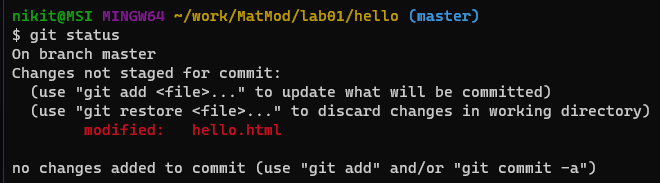 nikit@MSI MINGW64 ~/work/MatMod/lab01/hello (master)
$ git status
On branch master
Changes not staged for commit:
  (use "git add <file>..." to update what will be committed)
  (use "git restore <file>..." to discard changes in working directory)
        modified:   hello.html

no changes added to commit (use "git add" and/or "git commit -a")